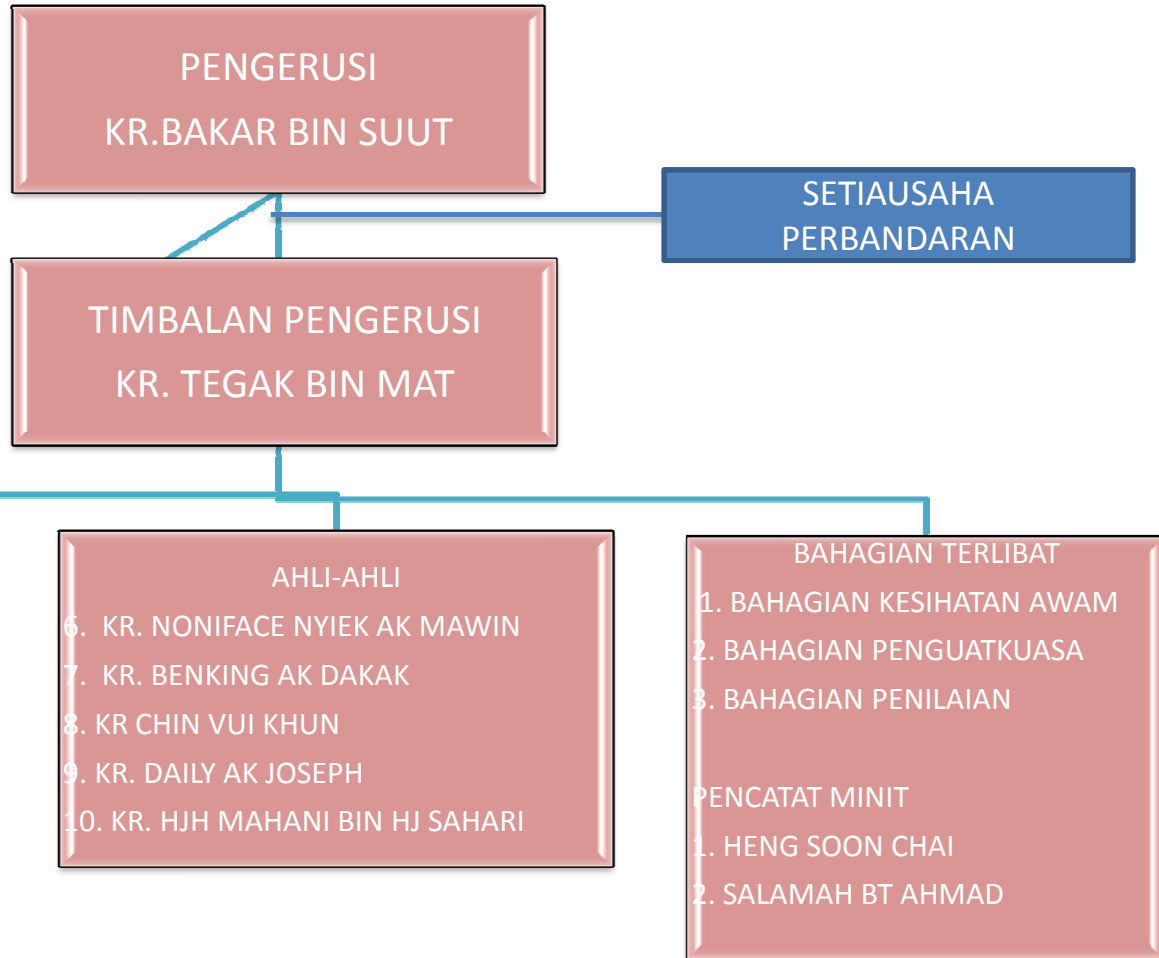 PENGERUSI
KR.BAKAR BIN SUUT
SETIAUSAHA
PERBANDARAN
TIMBALAN PENGERUSI
KR. TEGAK BIN MAT
AHLI-AHLI
6. KR. NONIFACE NYIEK AK MAWIN
7. KR. BENKING AK DAKAK
8. KR CHIN VUI KHUN
9. KR. DAILY AK JOSEPH
10. KR. HJH MAHANI BIN HJ SAHARI
BAHAGIAN TERLIBAT
1. BAHAGIAN KESIHATAN AWAM
2. BAHAGIAN PENGUATKUASA
3. BAHAGIAN PENILAIAN
PENCATAT MINIT
1. HENG SOON CHAI
2. SALAMAH BT AHMAD